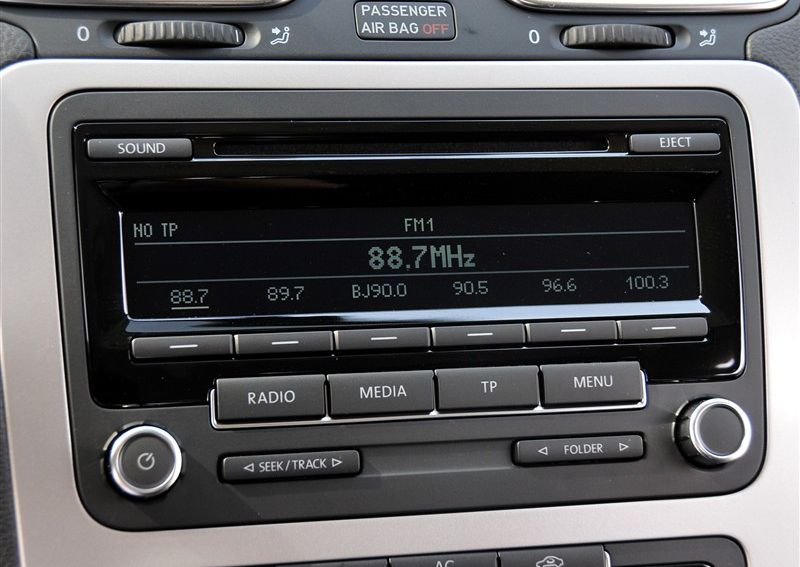 0 PASSENGER AIR BAG OFF 0
SOUND EJECT
NO TP FM1
88.7MHz
88.7 89.7 BJ90.0 90.5 96.6 100.3
RADIO MEDIA TP MENU
SEEK/TRACK FOLDER
AC